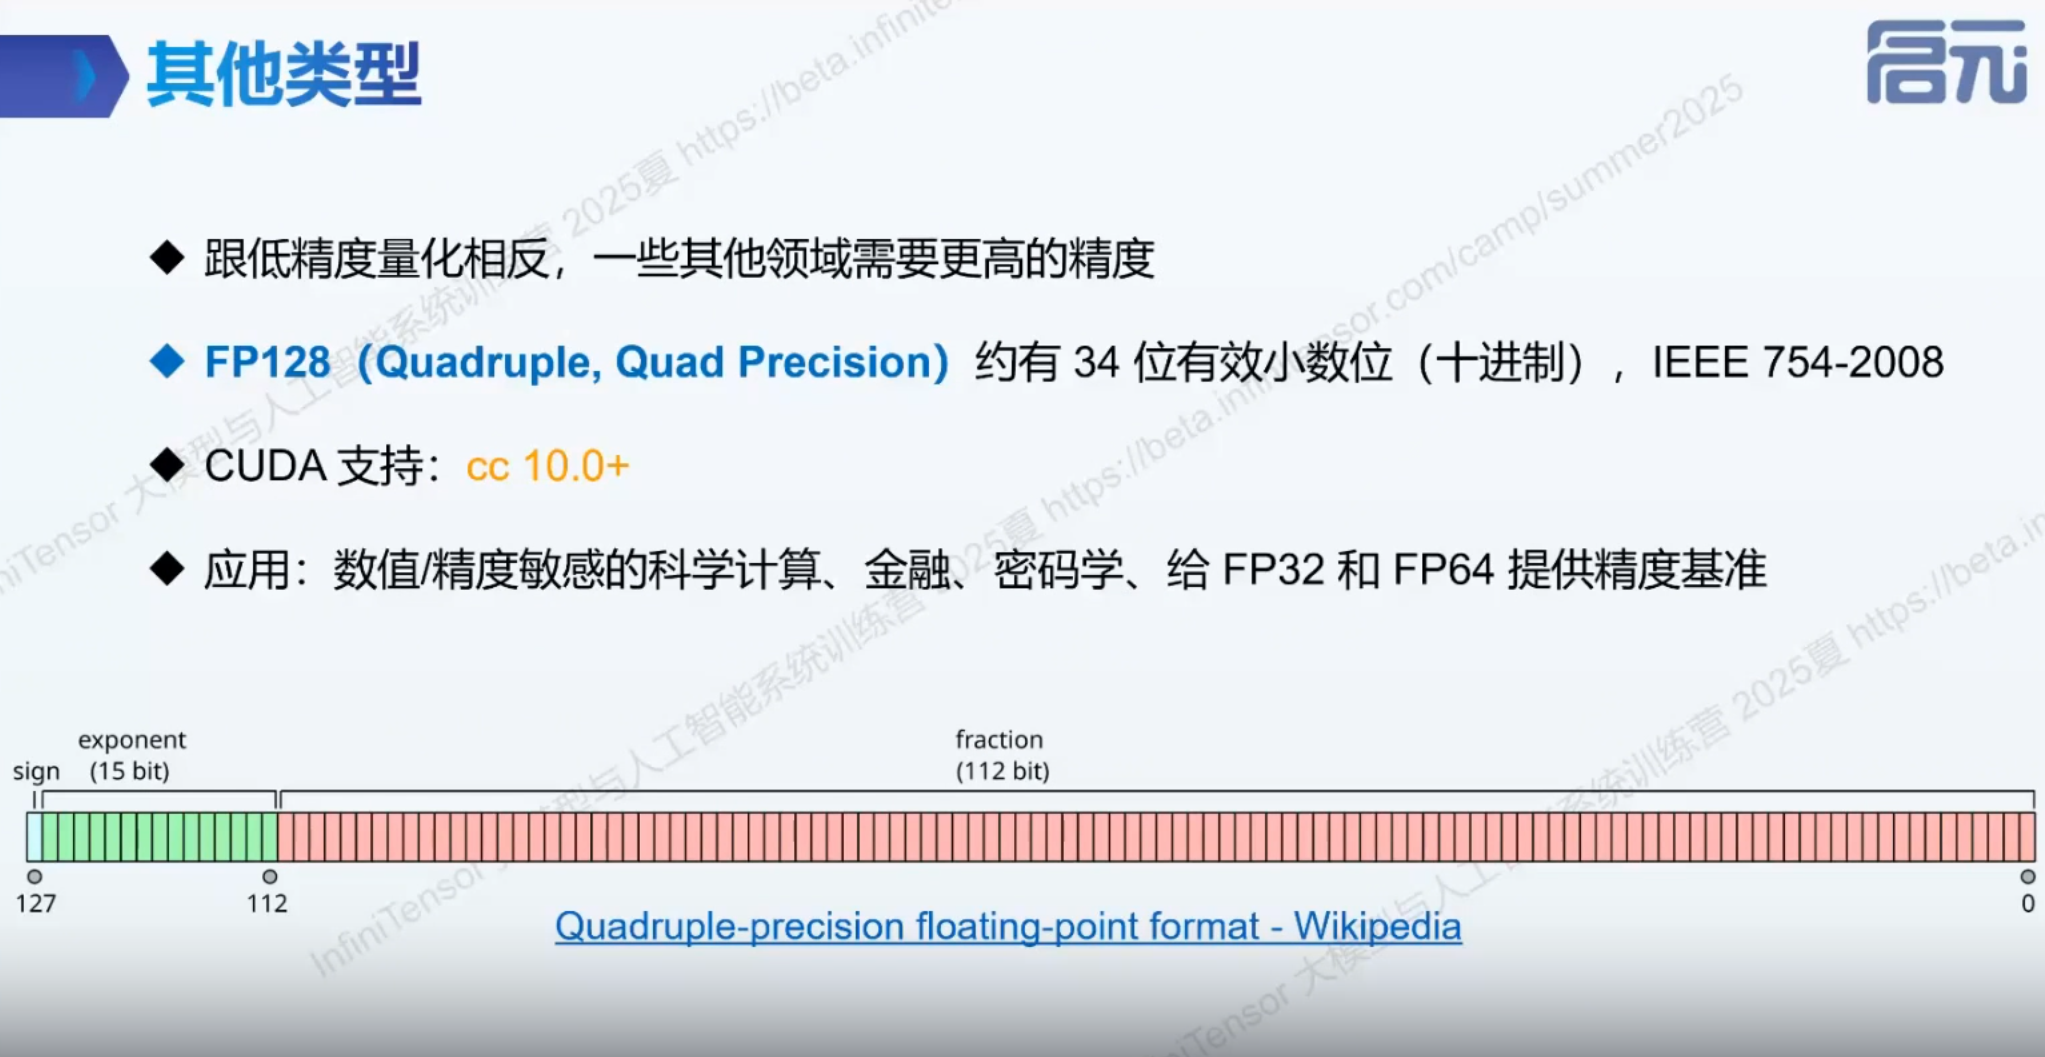 其他类型
启元
跟低精度量化相反，一些其他领域需要更高的精度
FP128（Quadruple, Quad Precision）约有 34 位有效小数位（十进制），IEEE 754-2008
CUDA 支持：cc 10.0+
应用：数值/精度敏感的科学计算、金融、密码学、给 FP32 和 FP64 提供精度基准
sign
exponent
(15 bit)
fraction
(112 bit)
127
112
0
Quadruple-precision floating-point format - Wikipedia
InfiniTensor 大模型与人工智能系统训练营 2025夏 https://beta.infinitensor.com/camp/summer2025